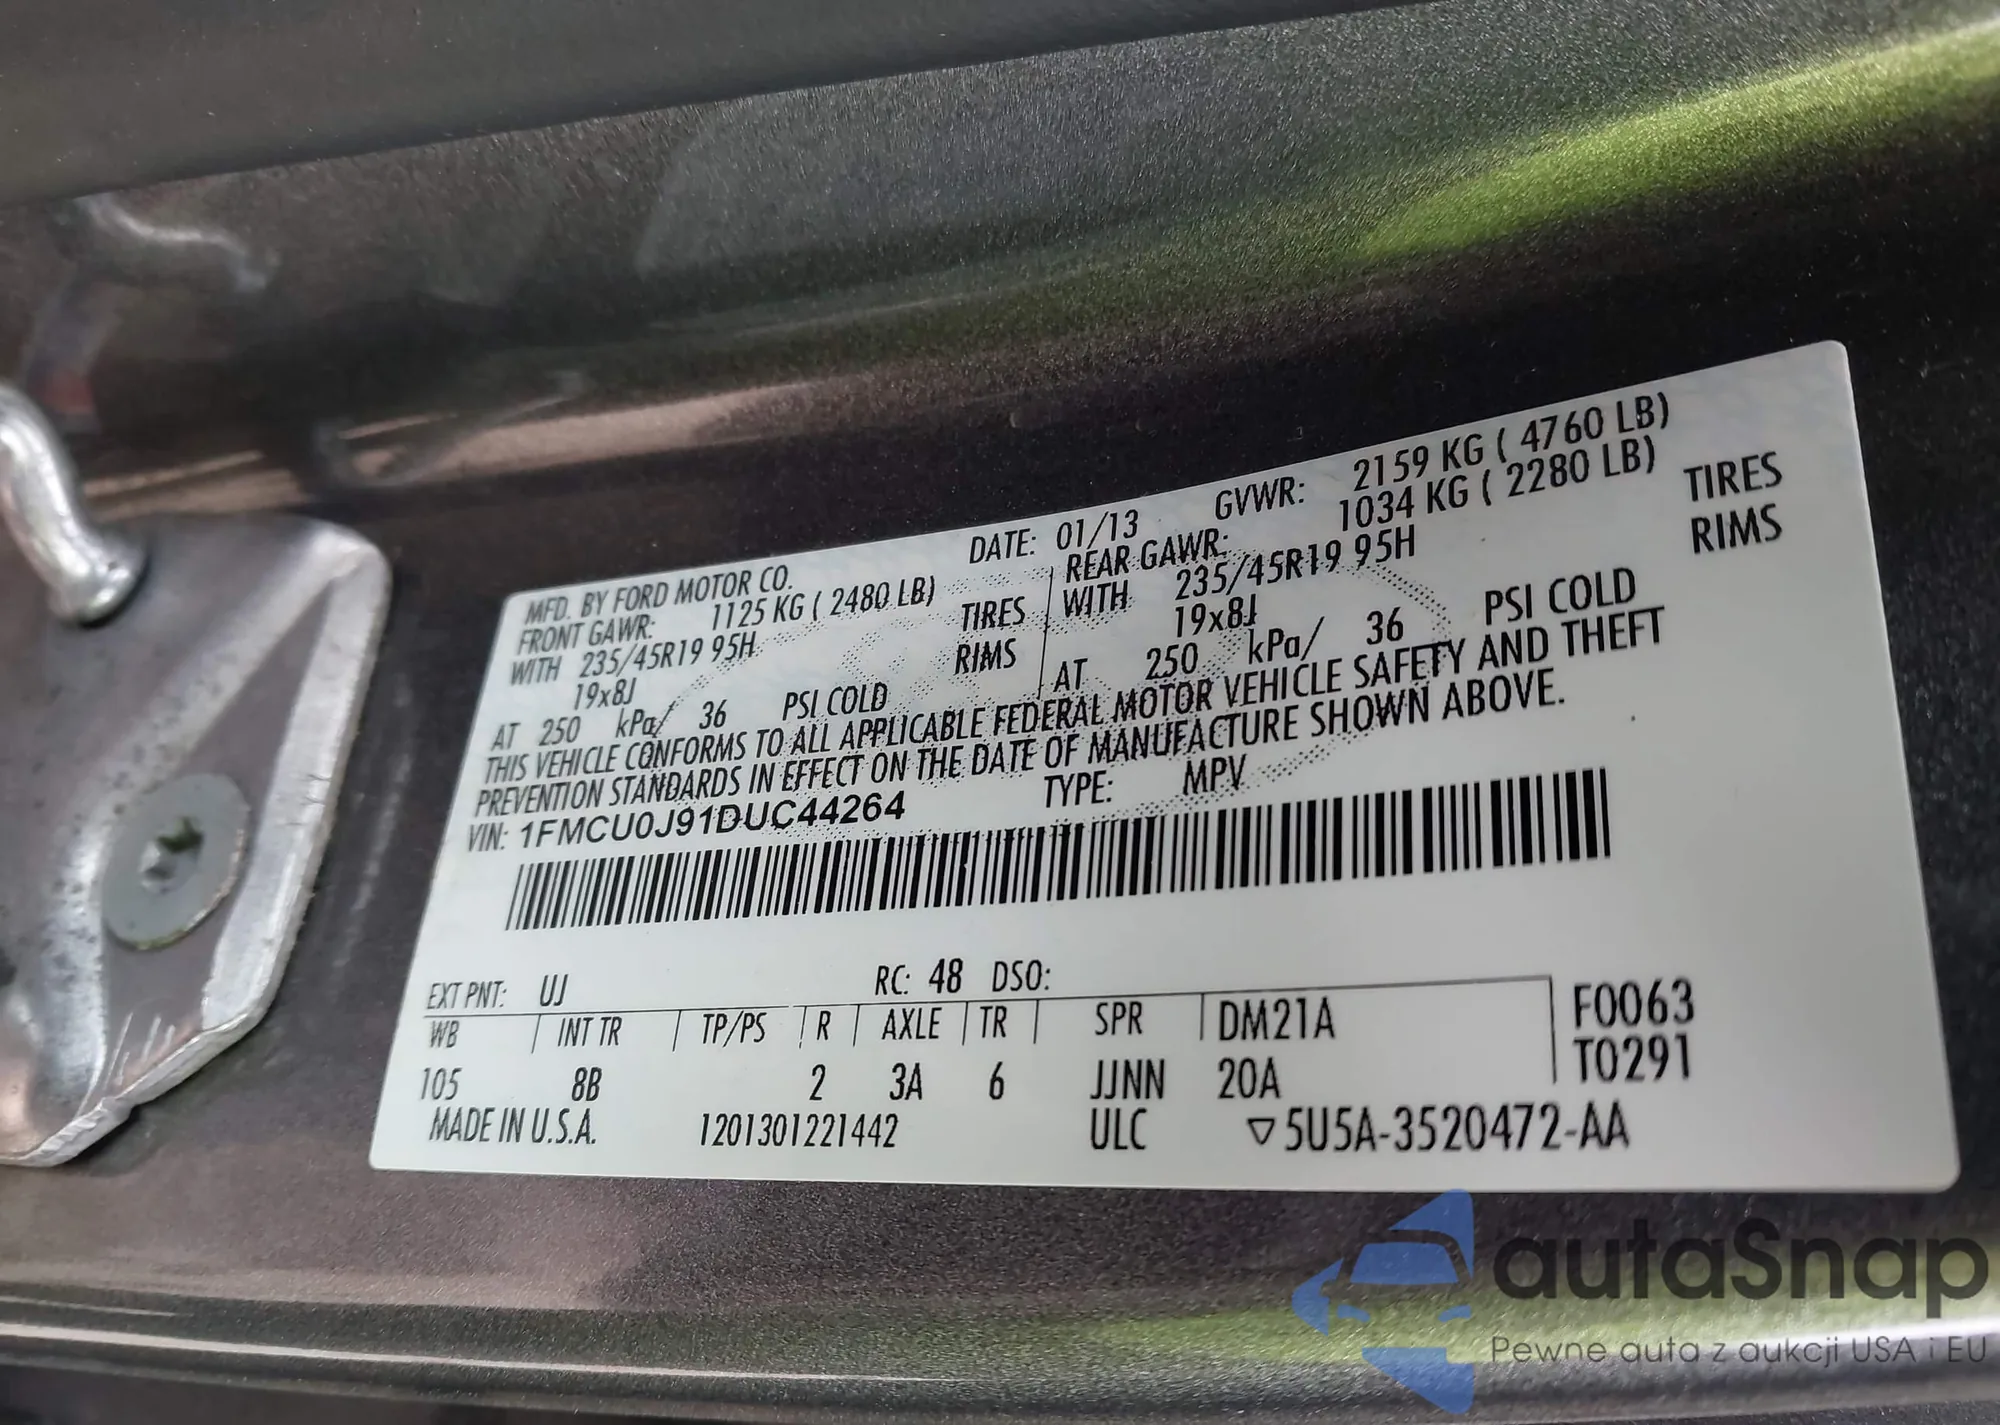 MFD. BY FORD MOTOR CO. DATE: 01/13 GVWR: 2159 KG ( 4760 LB)
FRONT GAWR: 1125 KG ( 2480 LB) REAR GAWR: 1034 KG ( 2280 LB)
WITH 235/45R19 95H TIRES WITH 235/45R19 95H TIRES
19x8J RIMS 19x8J RIMS
AT 250 kPa/ 36 PSI COLD AT 250 kPa/ 36 PSI COLD
THIS VEHICLE CONFORMS TO ALL APPLICABLE FEDERAL MOTOR VEHICLE SAFETY AND THEFT
PREVENTION STANDARDS IN EFFECT ON THE DATE OF MANUFACTURE SHOWN ABOVE.
VIN: 1FMCU0J91DUC44264 TYPE: MPV
EXT PNT: UJ RC: 48 DSO:
WB INT TR TP/PS R AXLE TR SPR DM21A F0063
105 8B 2 3A 6 JJNN 20A T0291
MADE IN U.S.A. 1201301221442 ULC ▽5U5A-3520472-AA
autaSnap
Pewne auta z aukcji USA i EU